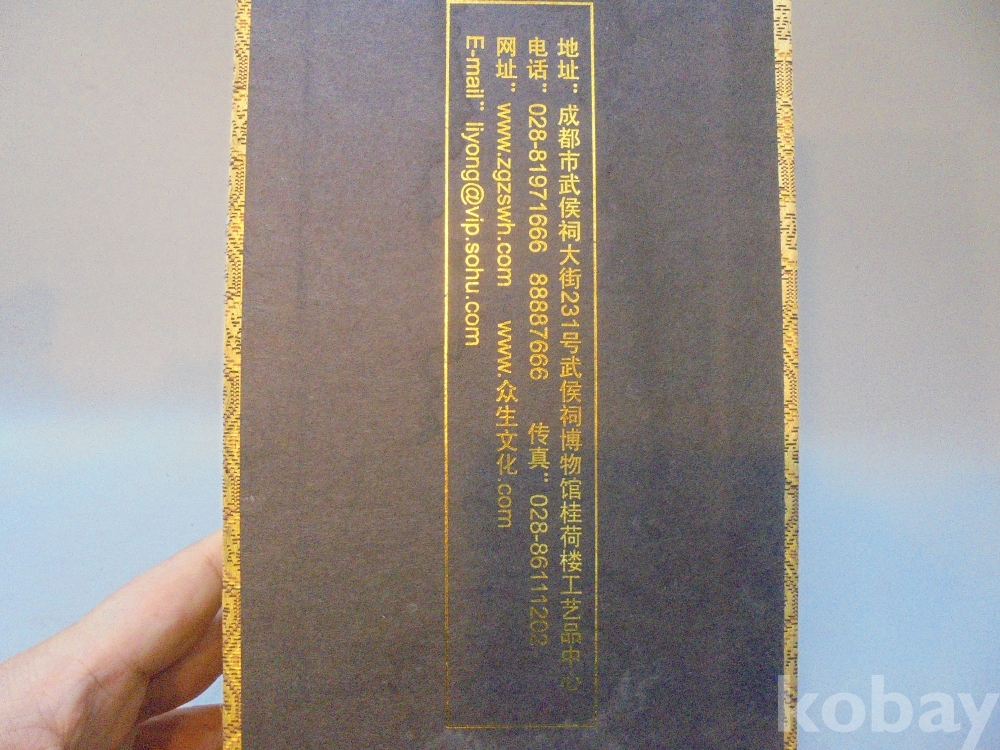 地址：成都市武侯祠大街231号武侯祠博物馆桂荷楼工艺品中心
电话：028-81971666 88887666 传真：028-86111202
网址：www.zgzswh.com www.众生文化.com
E-mail：liyong@vip.sohu.com
kobay